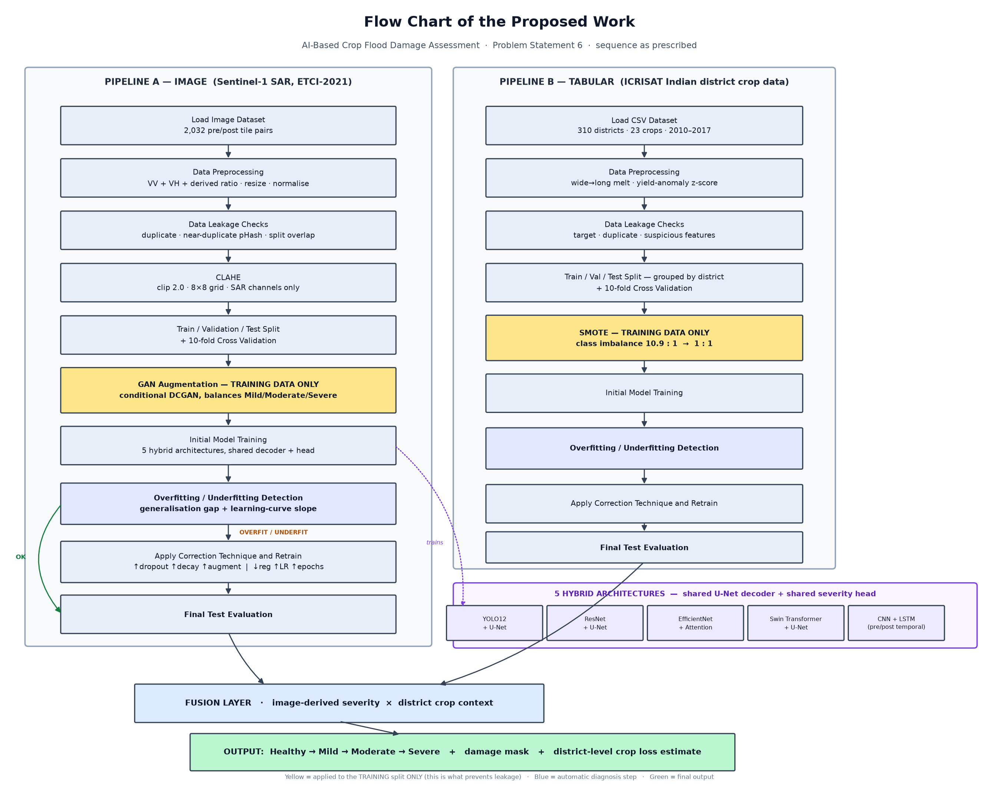 Flow Chart of the Proposed Work
AI-Based Crop Flood Damage Assessment · Problem Statement 6 · sequence as prescribed
PIPELINE A — IMAGE (Sentinel-1 SAR, ETCI-2021)
Load Image Dataset
2,032 pre/post tile pairs
Data Preprocessing
VV + VH + derived ratio · resize · normalise
Data Leakage Checks
duplicate · near-duplicate pHash · split overlap
CLAHE
clip 2.0 · 8×8 grid · SAR channels only
Train / Validation / Test Split
+ 10-fold Cross Validation
GAN Augmentation — TRAINING DATA ONLY
conditional DCGAN, balances Mild/Moderate/Severe
Initial Model Training
5 hybrid architectures, shared decoder + head
Overfitting / Underfitting Detection
generalisation gap + learning-curve slope
OVERFIT / UNDERFIT
OK
Apply Correction Technique and Retrain
↑dropout ↑decay ↑augment | ↓reg ↑LR ↑epochs
Final Test Evaluation
trains
PIPELINE B — TABULAR (ICRISAT Indian district crop data)
Load CSV Dataset
310 districts · 23 crops · 2010–2017
Data Preprocessing
wide→long melt · yield-anomaly z-score
Data Leakage Checks
target · duplicate · suspicious features
Train / Val / Test Split — grouped by district
+ 10-fold Cross Validation
SMOTE — TRAINING DATA ONLY
class imbalance 10.9 : 1 → 1 : 1
Initial Model Training
Overfitting / Underfitting Detection
Apply Correction Technique and Retrain
Final Test Evaluation
5 HYBRID ARCHITECTURES — shared U-Net decoder + shared severity head
YOLO12
+ U-Net
ResNet
+ U-Net
EfficientNet
+ Attention
Swin Transformer
+ U-Net
CNN + LSTM
(pre/post temporal)
FUSION LAYER · image-derived severity × district crop context
OUTPUT: Healthy → Mild → Moderate → Severe + damage mask + district-level crop loss estimate
Yellow = applied to the TRAINING split ONLY (this is what prevents leakage) · Blue = automatic diagnosis step · Green = final output